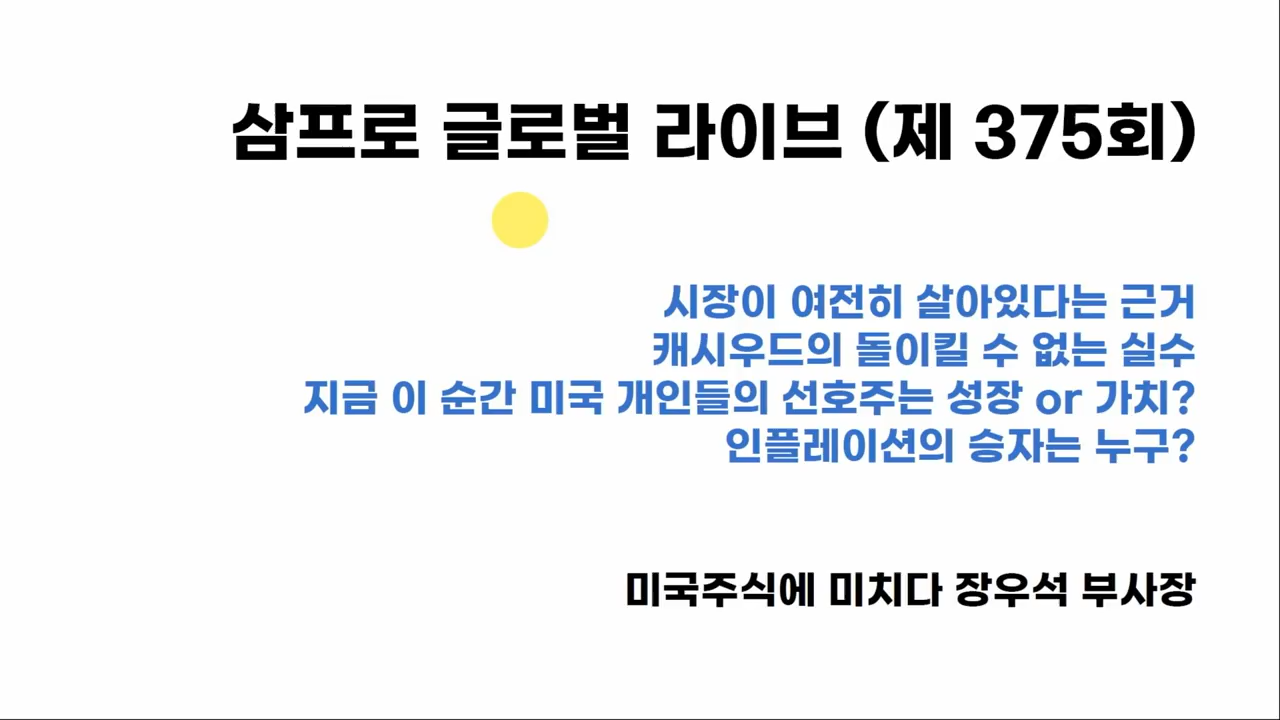 삼프로 글로벌 라이브 (제 375회)
시장이 여전히 살아있다는 근거
캐시우드의 돌이킬 수 없는 실수
지금 이 순간 미국 개인들의 선호주는 성장 or 가치?
인플레이션의 승자는 누구?
미국주식에 미치다 장우석 부사장